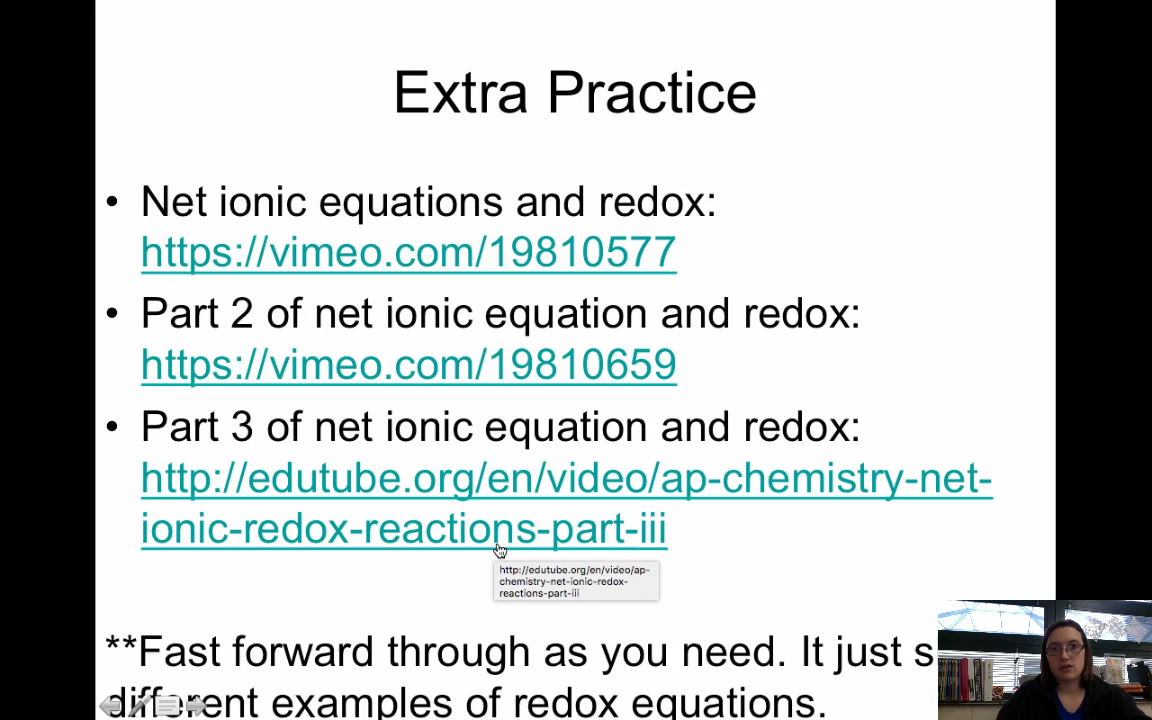 Extra Practice
• Net ionic equations and redox:
https://vimeo.com/19810577
• Part 2 of net ionic equation and redox:
https://vimeo.com/19810659
• Part 3 of net ionic equation and redox:
http://edutube.org/en/video/ap-chemistry-net-
ionic-redox-reactions-part-iii
http://edutube.org/en/video/ap-
chemistry-net-ionic-redox-
reactions-part-iii
**Fast forward through as you need. It just s
different examples of redox equations.